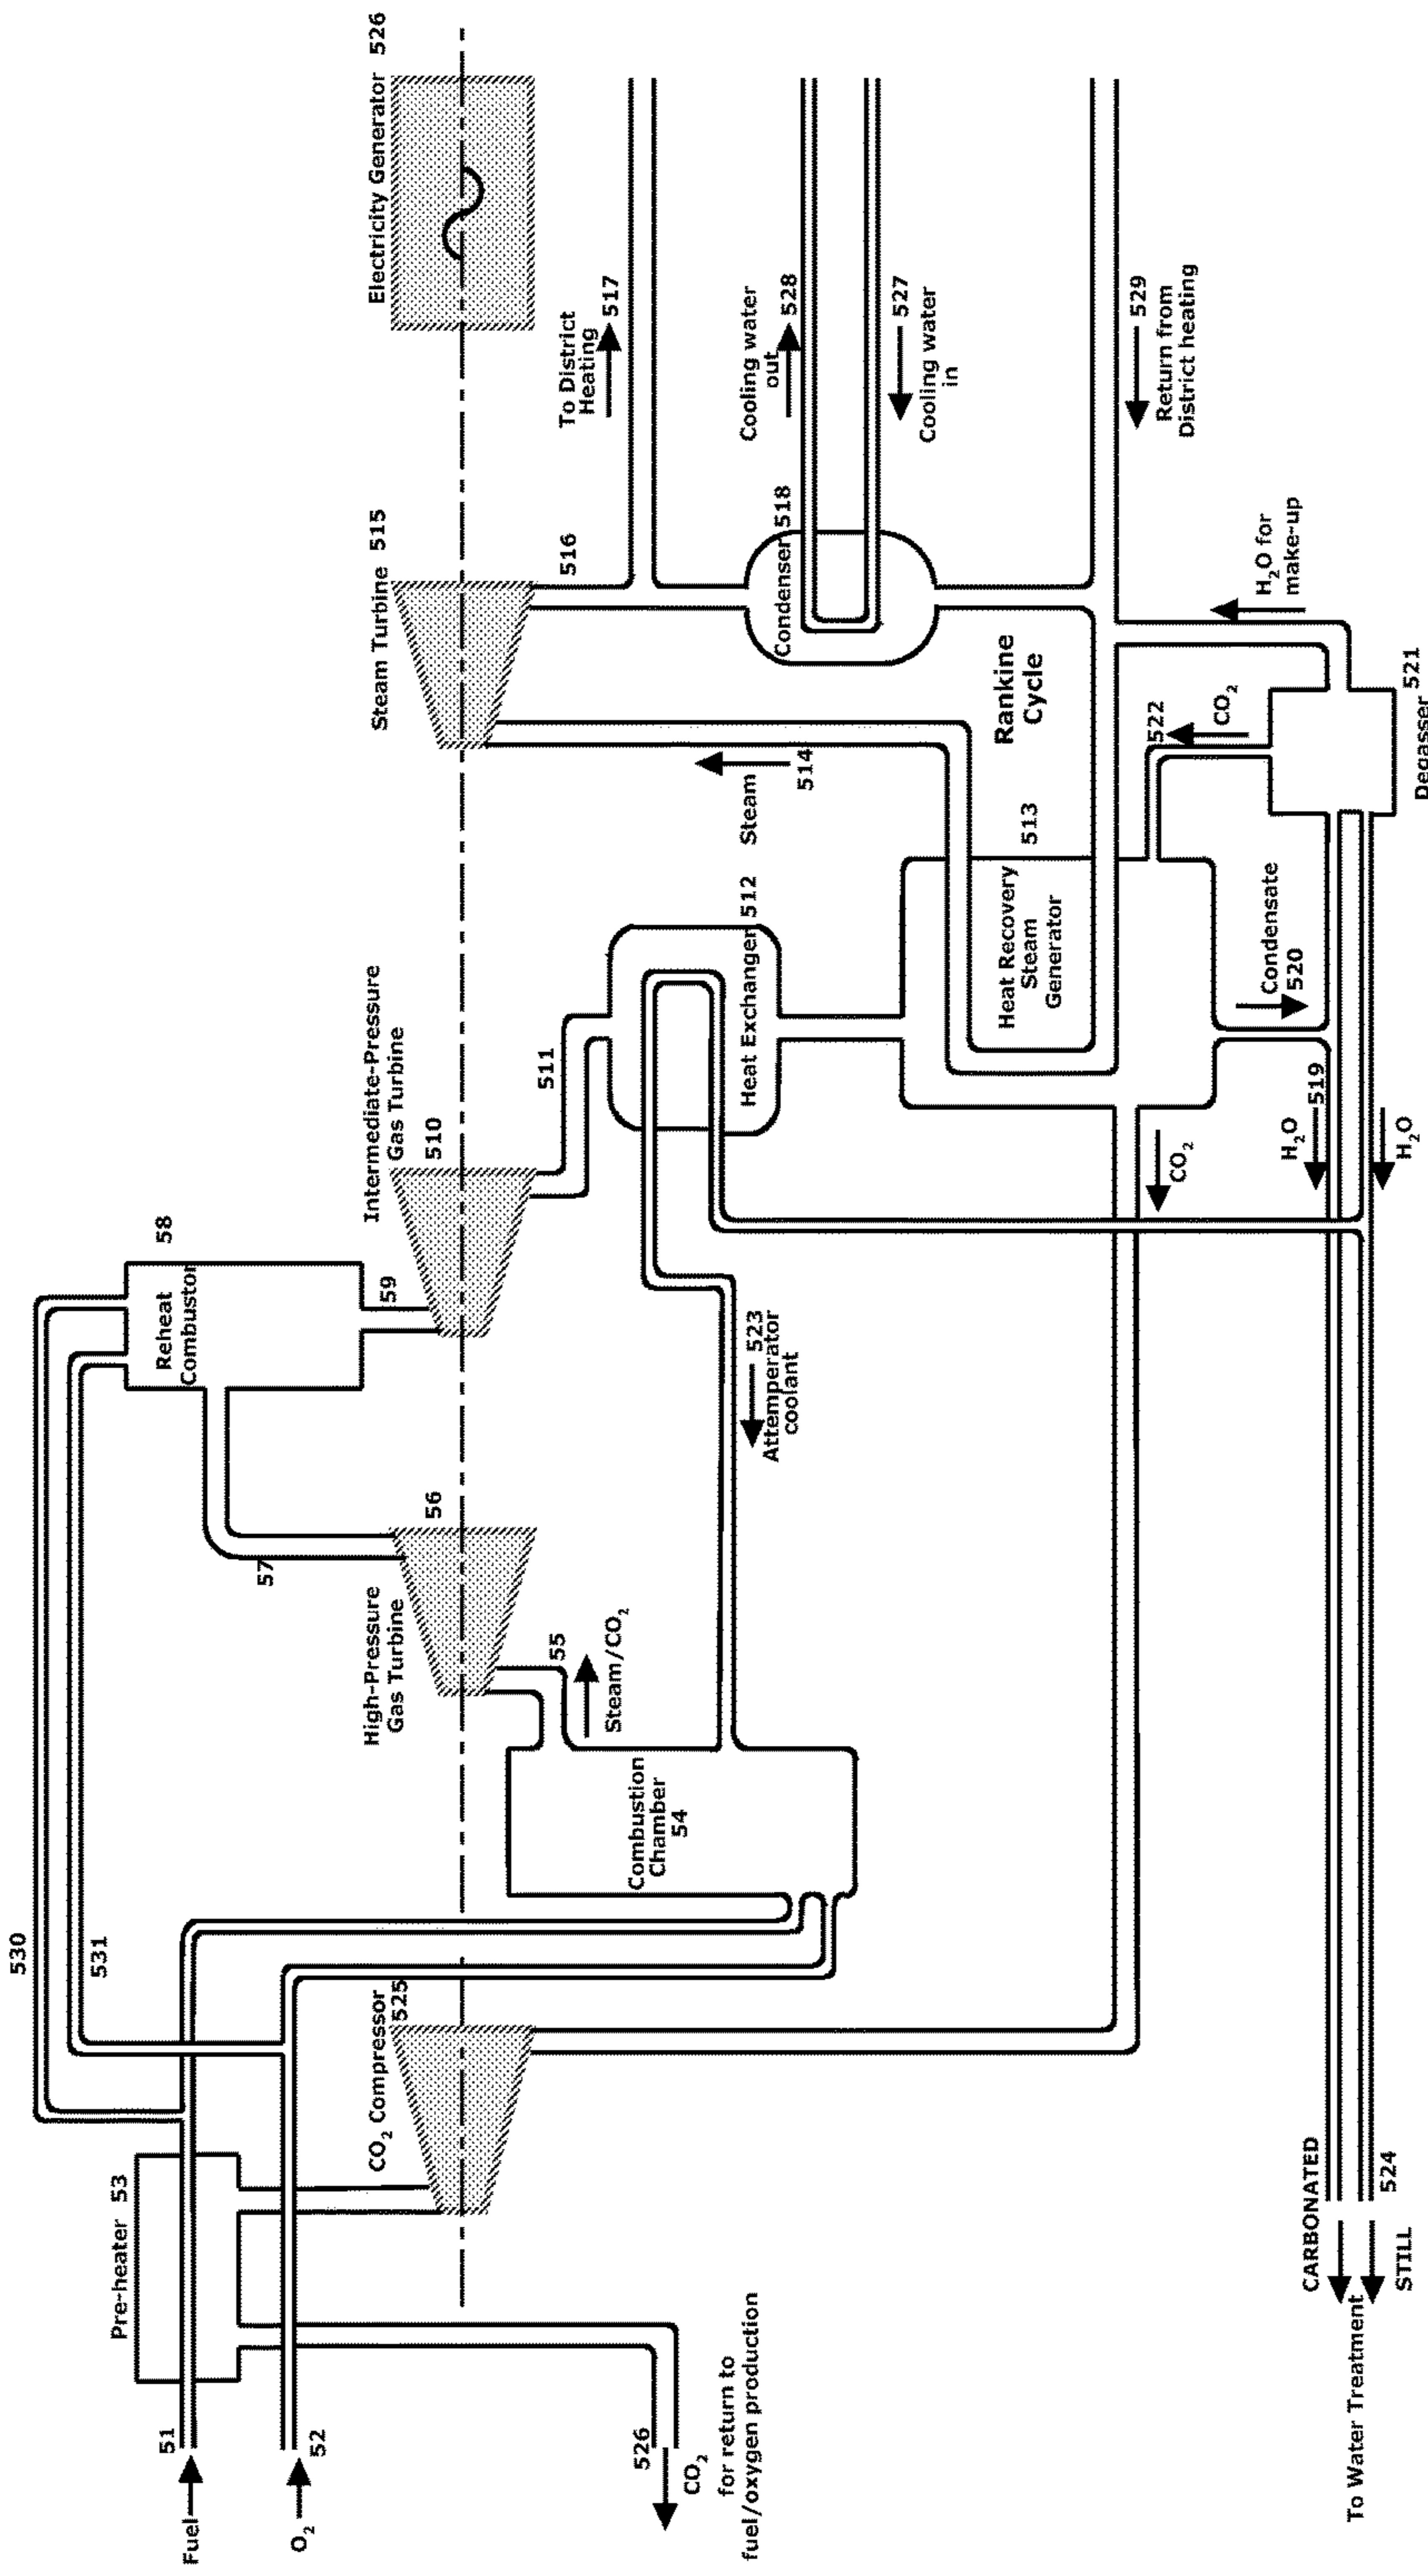 Fuel
51
O2
52
Pre-heater 53
530
531
CO2 Compressor
525
526
CO2
for return to
fuel/oxygen production
Combustion
Chamber
54
55
Steam/CO2
High-Pressure
Gas Turbine
56
57
Reheat
Combustor
58
59
Intermediate-Pressure
Gas Turbine
510
511
Heat Exchanger 512
523
Attemperator
coolant
Steam
514
Steam Turbine 515
516
Electricity Generator 526
To District
Heating
517
Cooling water
out
528
527
Cooling water
in
Condenser 518
529
Return from
District heating
Rankine
Cycle
513
Heat Recovery
Steam
Generator
CO2
522
CO2
H2O for
make-up
Degasser 521
Condensate
520
519
H2O
H2O
CARBONATED
524
STILL
To Water Treatment